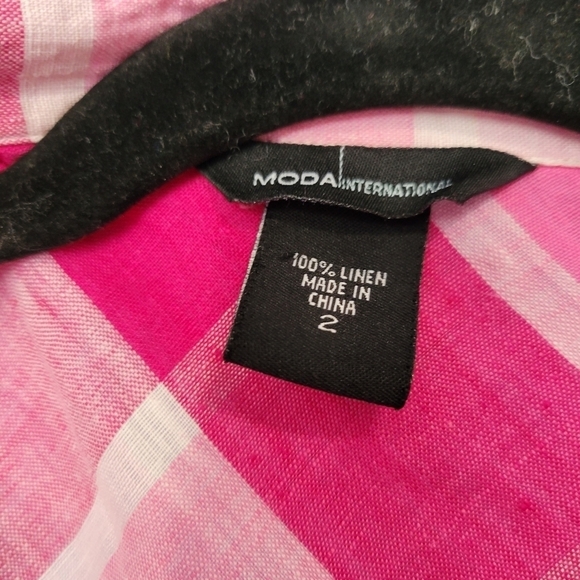 MODA INTERNATIONAL
100% LINEN
MADE IN
CHINA
2